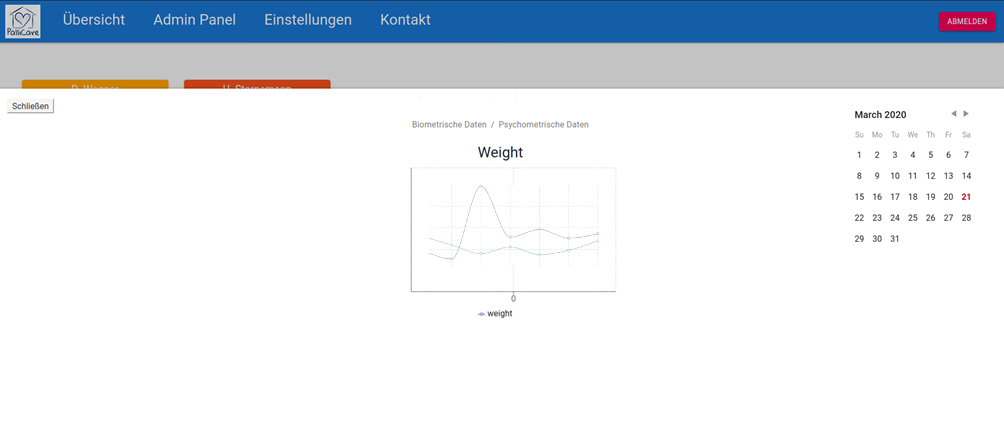 PalliCare
Übersicht
Admin Panel
Einstellungen
Kontakt
ABMELDEN
Schließen
Biometrische Daten / Psychometrische Daten
Weight
0
weight
March 2020
Su Mo Tu We Th Fr Sa
1 2 3 4 5 6 7
8 9 10 11 12 13 14
15 16 17 18 19 20 21
22 23 24 25 26 27 28
29 30 31